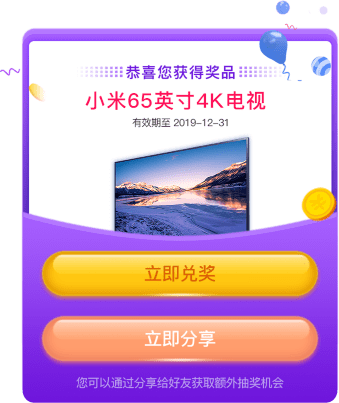 恭喜您获得奖品
小米65英寸4K电视
有效期至 2019-12-31
立即兑奖
立即分享
您可以通过分享给好友获取额外抽奖机会